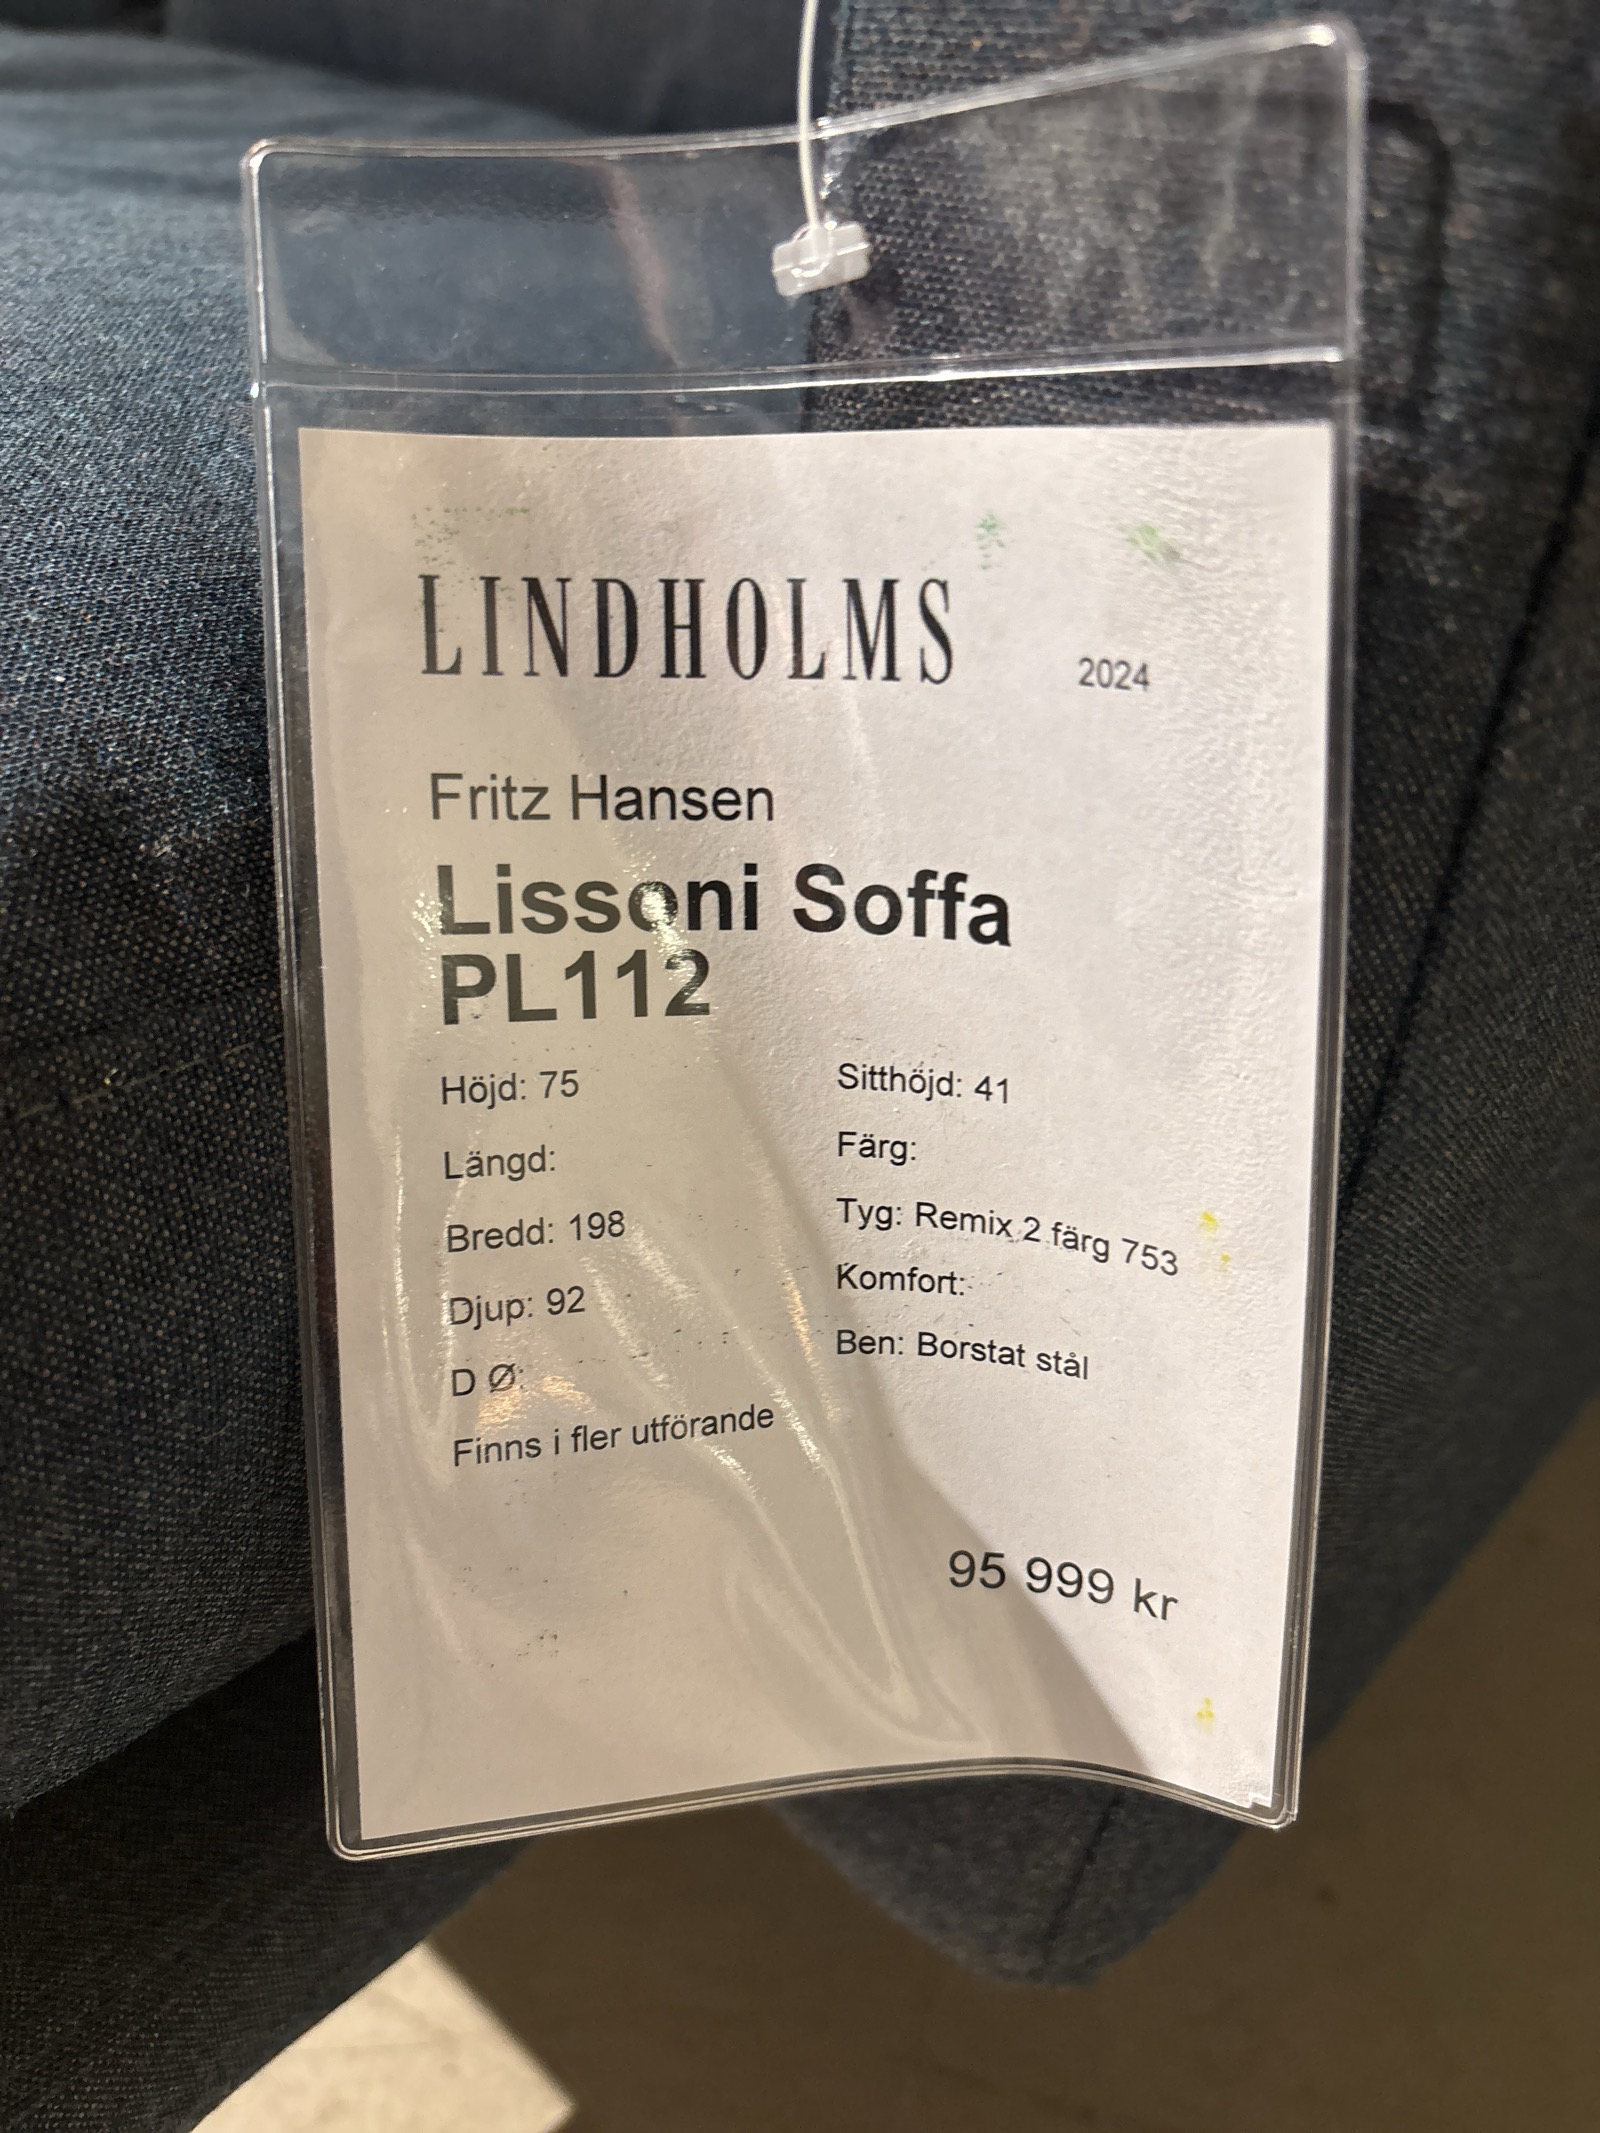 LINDHOLMS 2024
Fritz Hansen
Lissoni Soffa
PL112
Höjd: 75
Längd:
Bredd: 198
Djup: 92
D Ø:
Finns i fler utförande
Sitthöjd: 41
Färg:
Tyg: Remix 2 färg 753
Komfort:
Ben: Borstat stål
95 999 kr